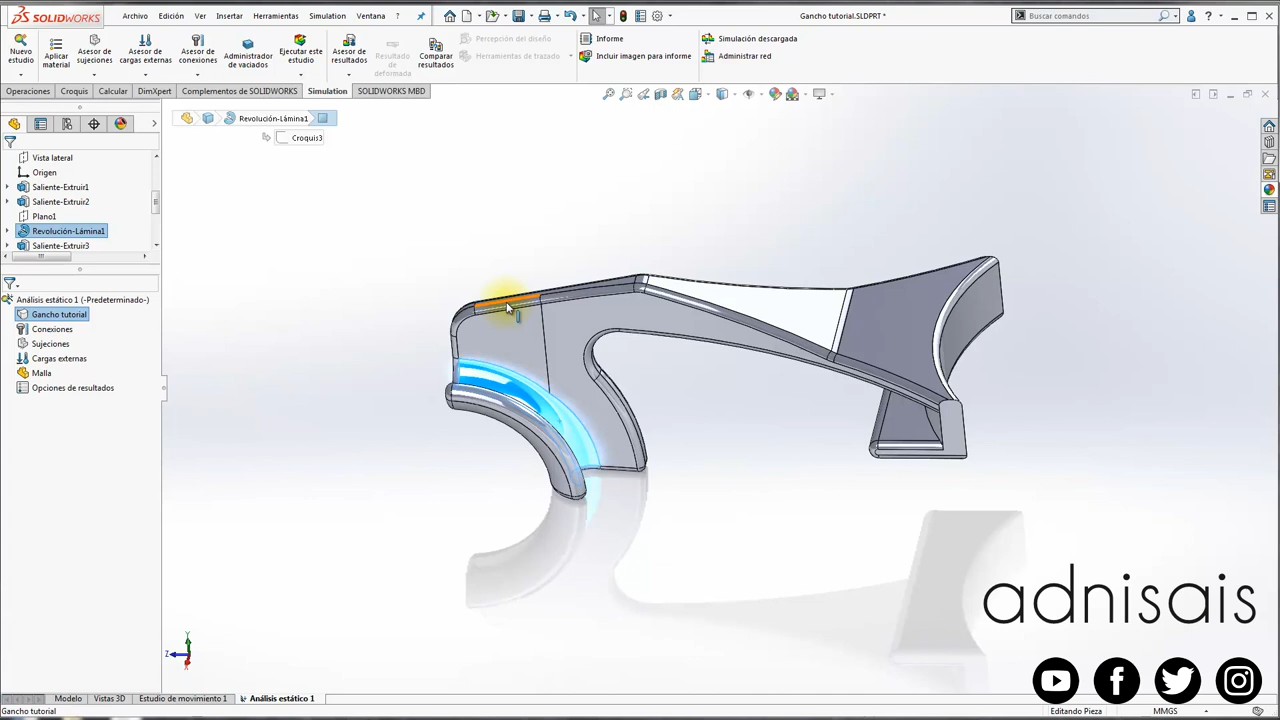 SOLIDWORKS Archivo Edición Ver Insertar Herramientas Simulation Ventana Gancho tutorial.SLDPRT * Buscar comandos
Nuevo estudio
Aplicar material
Asesor de sujeciones
Asesor de cargas externas
Asesor de conexiones
Administrador de vaciados
Ejecutar este estudio
Asesor de resultados
Resultado de deformada
Comparar resultados
Percepción del diseño
Herramientas de trazado
Informe
Incluir imagen para informe
Simulación descargada
Administrar red
Operaciones Croquis Calcular DimXpert Complementos de SOLIDWORKS Simulation SOLIDWORKS MBD
Revolución-Lámina1
Croquis3
Vista lateral
Origen
Saliente-Extruir1
Saliente-Extruir2
Plano1
Revolución-Lámina1
Saliente-Extruir3
Análisis estático 1 (-Predeterminado-)
Gancho tutorial
Conexiones
Sujeciones
Cargas externas
Malla
Opciones de resultados
adnisais
Y
Z
Modelo Vistas 3D Estudio de movimiento 1 Análisis estático 1
Gancho tutorial Editando Pieza MMGS